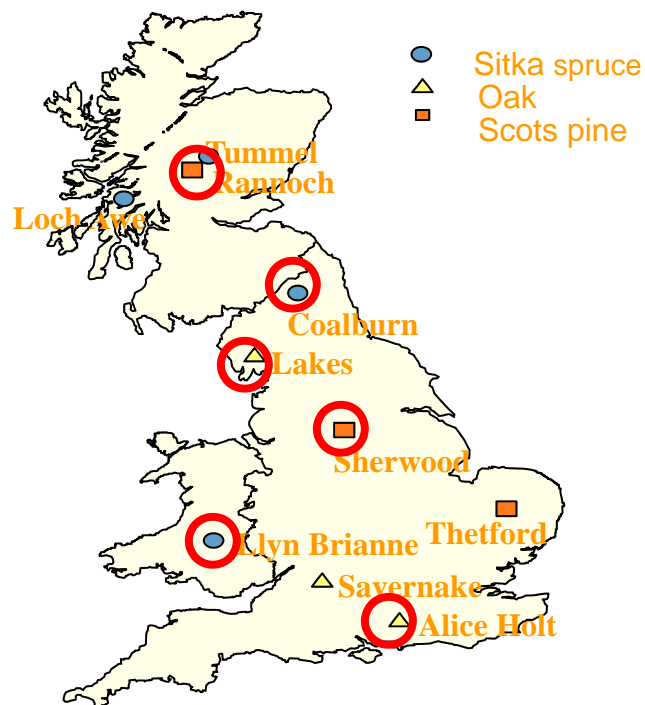 Sitka spruce
Oak
Scots pine
Tummel
Rannoch
Loch Awe
Coalburn
Lakes
Sherwood
Thetford
Llyn Brianne
Savernake
Alice Holt